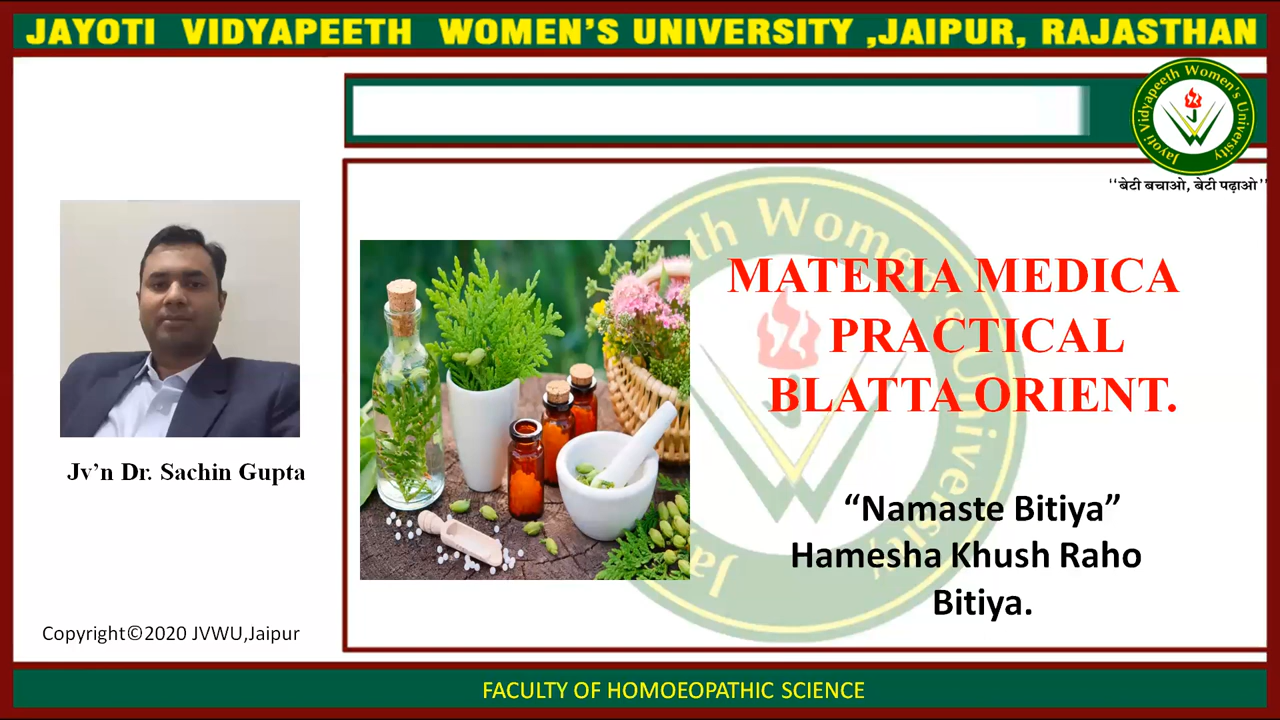 JAYOTI VIDYAPEETH WOMEN'S UNIVERSITY ,JAIPUR, RAJASTHAN
Jayoti Vidyapeeth Women's University
‘‘बेटी बचाओ, बेटी पढ़ाओ’’
MATERIA MEDICA
PRACTICAL
BLATTA ORIENT.
Jv’n Dr. Sachin Gupta
“Namaste Bitiya”
Hamesha Khush Raho
Bitiya.
Copyright©2020 JVWU,Jaipur
FACULTY OF HOMOEOPATHIC SCIENCE